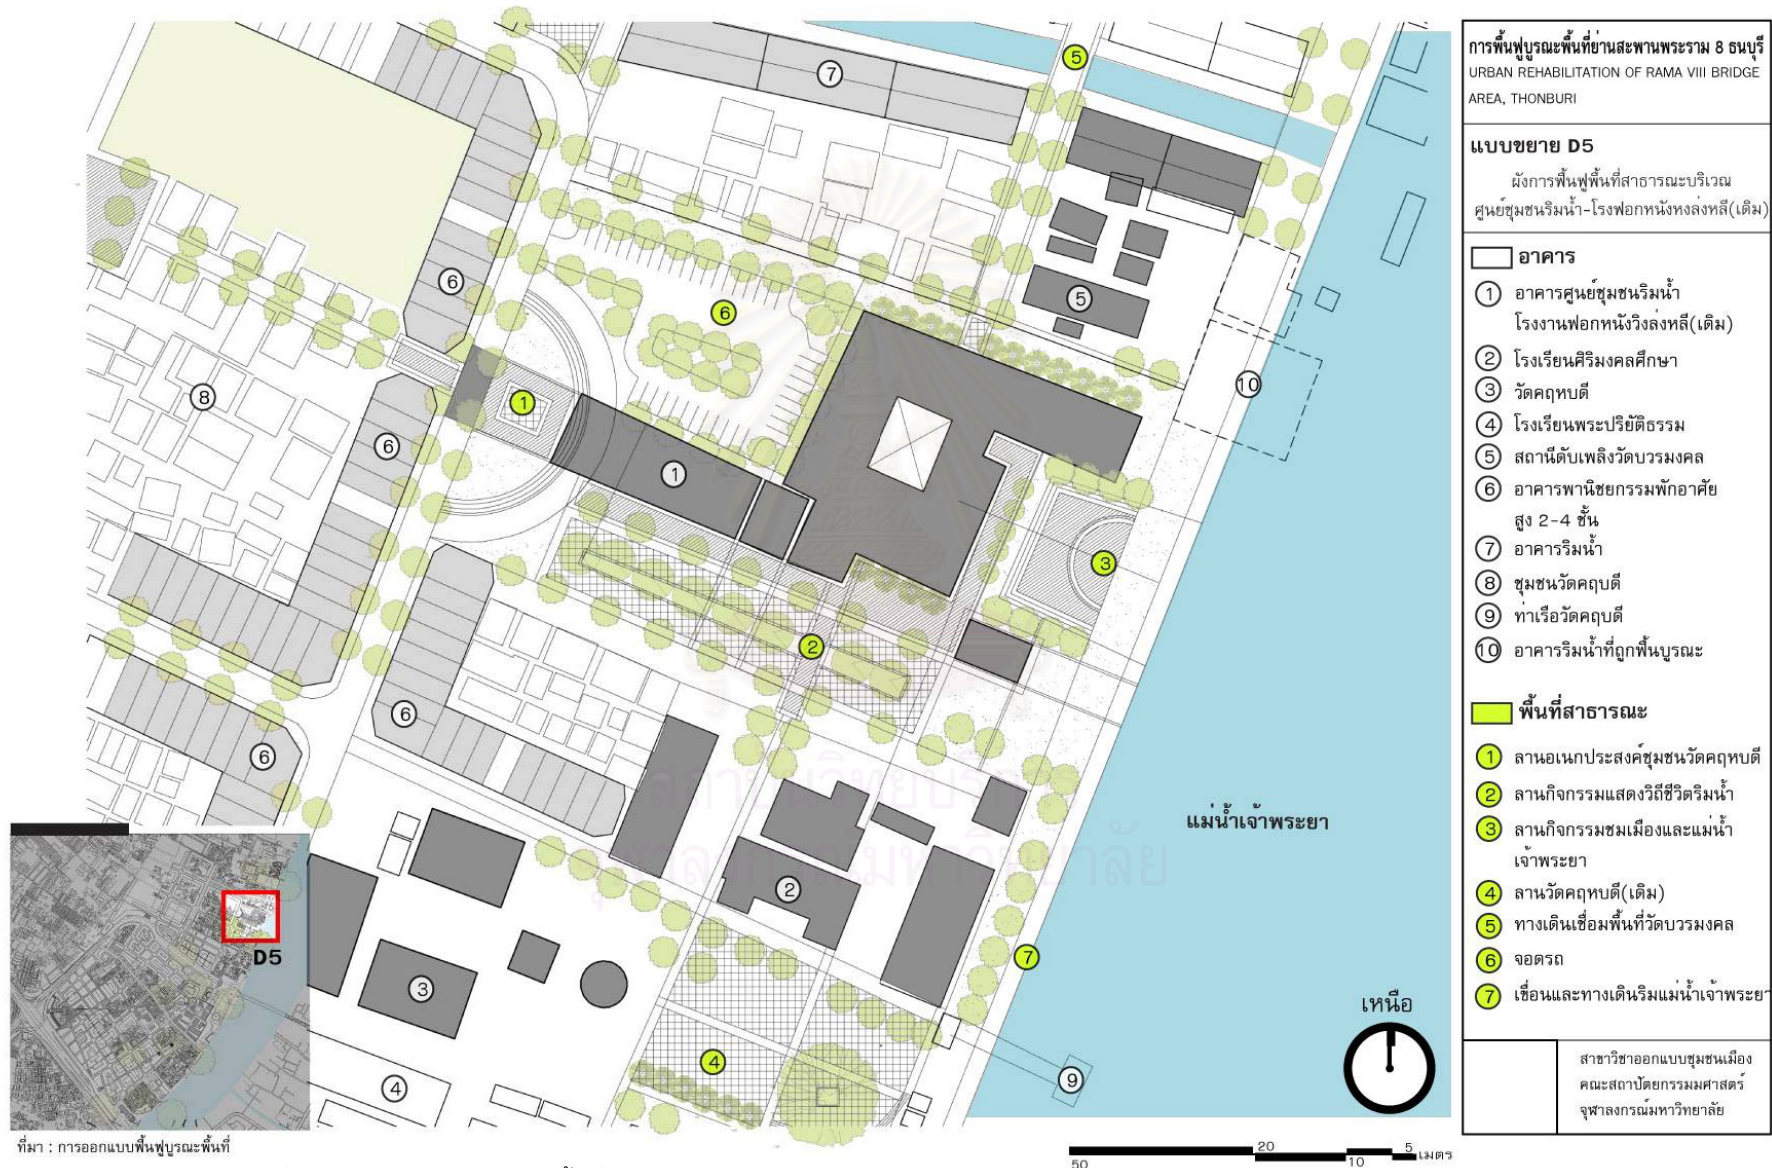 การฟื้นฟูบูรณะพื้นที่ย่านสะพานพระราม 8 ธนบุรี
URBAN REHABILITATION OF RAMA VIII BRIDGE
AREA, THONBURI
แบบขยาย D5
ผังการฟื้นฟูพื้นที่สาธารณะบริเวณ
ศูนย์ชุมชนริมน้ำ-โรงฟอกหนังหงล่งหลี(เดิม)
อาคาร
1 อาคารศูนย์ชุมชนริมน้ำ
โรงงานฟอกหนังวิงล่งหลี(เดิม)
2 โรงเรียนศิริมงคลศึกษา
3 วัดคฤหบดี
4 โรงเรียนพระปริยัติธรรม
5 สถานีดับเพลิงวัดบวรมงคล
6 อาคารพานิชยกรรมพักอาศัย
สูง 2-4 ชั้น
7 อาคารริมน้ำ
8 ชุมชนวัดคฤบดี
9 ท่าเรือวัดคฤบดี
10 อาคารริมน้ำที่ถูกฟื้นบูรณะ
พื้นที่สาธารณะ
1 ลานอเนกประสงค์ชุมชนวัดคฤหบดี
2 ลานกิจกรรมแสดงวิถีชีวิตริมน้ำ
3 ลานกิจกรรมชมเมืองและแม่น้ำ
เจ้าพระยา
4 ลานวัดคฤหบดี(เดิม)
5 ทางเดินเชื่อมพื้นที่วัดบวรมงคล
6 จอดรถ
7 เขื่อนและทางเดินริมแม่น้ำเจ้าพระยา
สาขาวิชาออกแบบชุมชนเมือง
คณะสถาปัตยกรรมมศาสตร์
จุฬาลงกรณ์มหาวิทยาลัย
5
7
6
5
6
10
1
8
6
1
3
2
6
6
แม่น้ำเจ้าพระยา
2
D5
7
3
เหนือ
4
4
9
ที่มา : การออกแบบฟื้นฟูบูรณะพื้นที่
50 20 10 5 เมตร